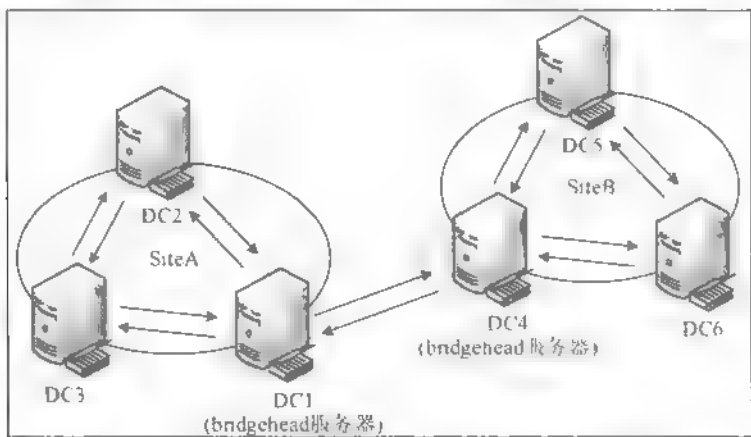 DC5
SiteB
DC2
SiteA
DC4
(bridgehead服务器)
DC6
DC3
DC1
(bridgehead服务器)